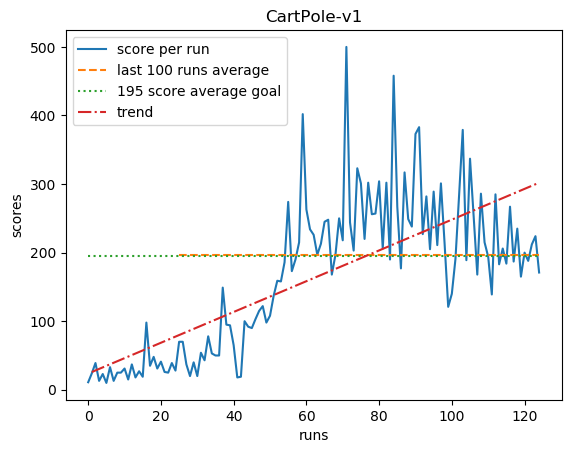 CartPole-v1
score per run
last 100 runs average
195 score average goal
trend
scores
500
400
300
200
100
0
0 20 40 60 80 100 120
runs